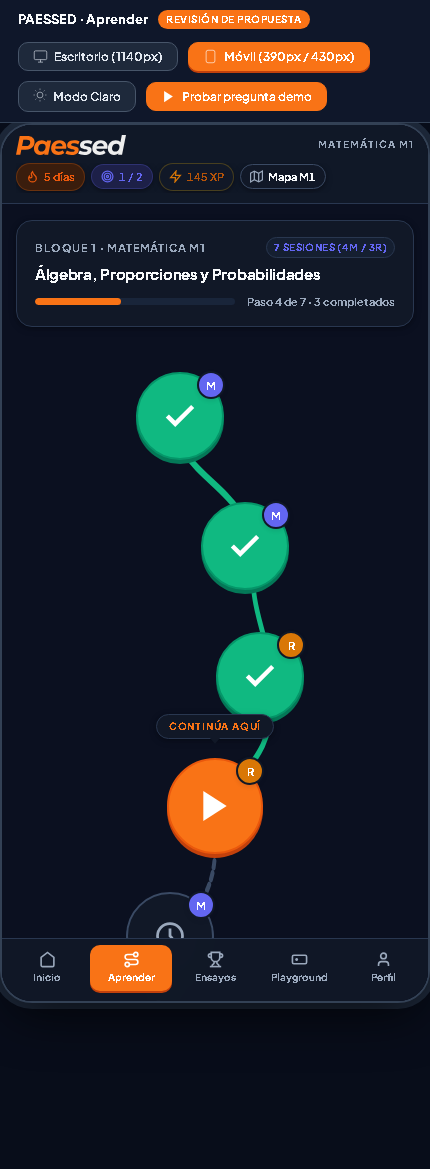 PAESSED · Aprender REVISIÓN DE PROPUESTA
Escritorio (1140px) Móvil (390px / 430px)
Modo Claro Probar pregunta demo
Paessed MATEMÁTICA M1
5 días 1 / 2 145 XP Mapa M1
BLOQUE 1 · MATEMÁTICA M1 7 SESIONES (4M / 3R)
Álgebra, Proporciones y Probabilidades
Paso 4 de 7 · 3 completados
M
M
R
CONTINÚA AQUÍ
R
M
Inicio Aprender Ensayos Playground Perfil